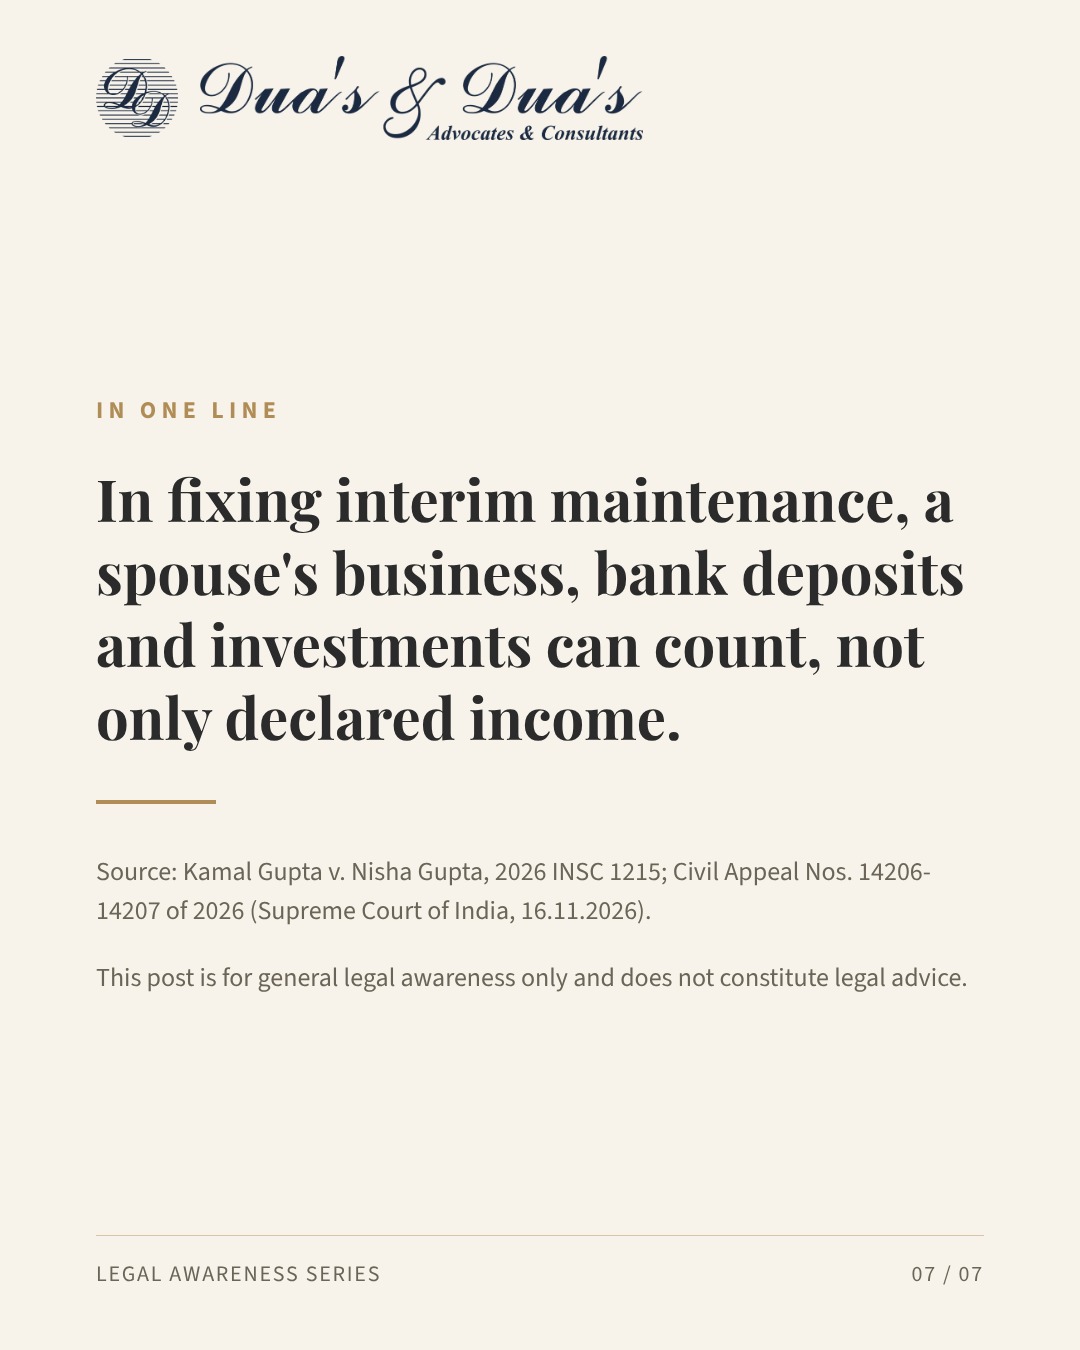 DD
Dua's & Dua's
Advocates & Consultants
IN ONE LINE
In fixing interim maintenance, a
spouse's business, bank deposits
and investments can count, not
only declared income.
Source: Kamal Gupta v. Nisha Gupta, 2026 INSC 1215; Civil Appeal Nos. 14206-
14207 of 2026 (Supreme Court of India, 16.11.2026).
This post is for general legal awareness only and does not constitute legal advice.
LEGAL AWARENESS SERIES
07 / 07